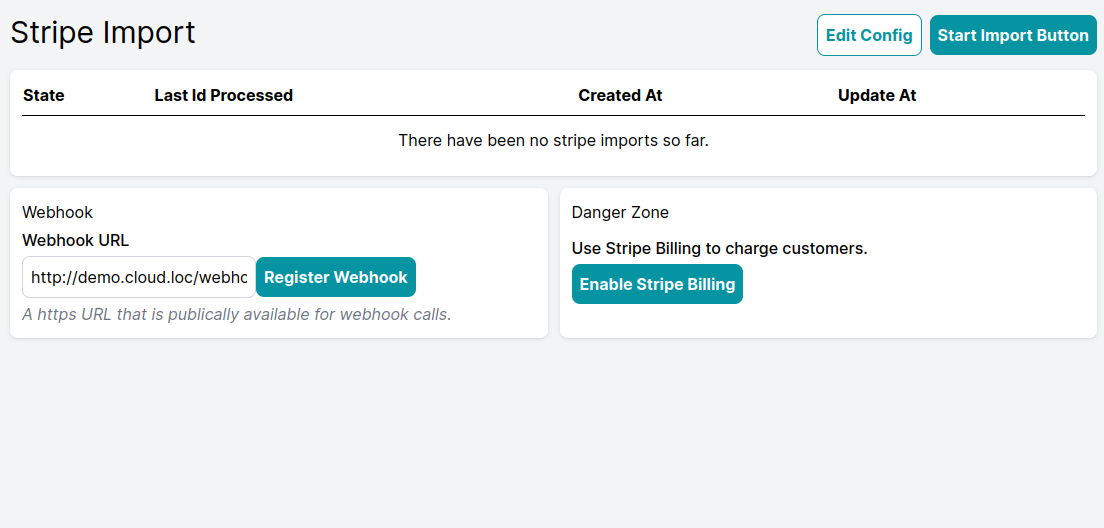 Stripe Import
Edit Config
Start Import Button
State Last Id Processed Created At Update At
There have been no stripe imports so far.
Webhook
Webhook URL
http://demo.cloud.loc/webho
Register Webhook
A https URL that is publically available for webhook calls.
Danger Zone
Use Stripe Billing to charge customers.
Enable Stripe Billing